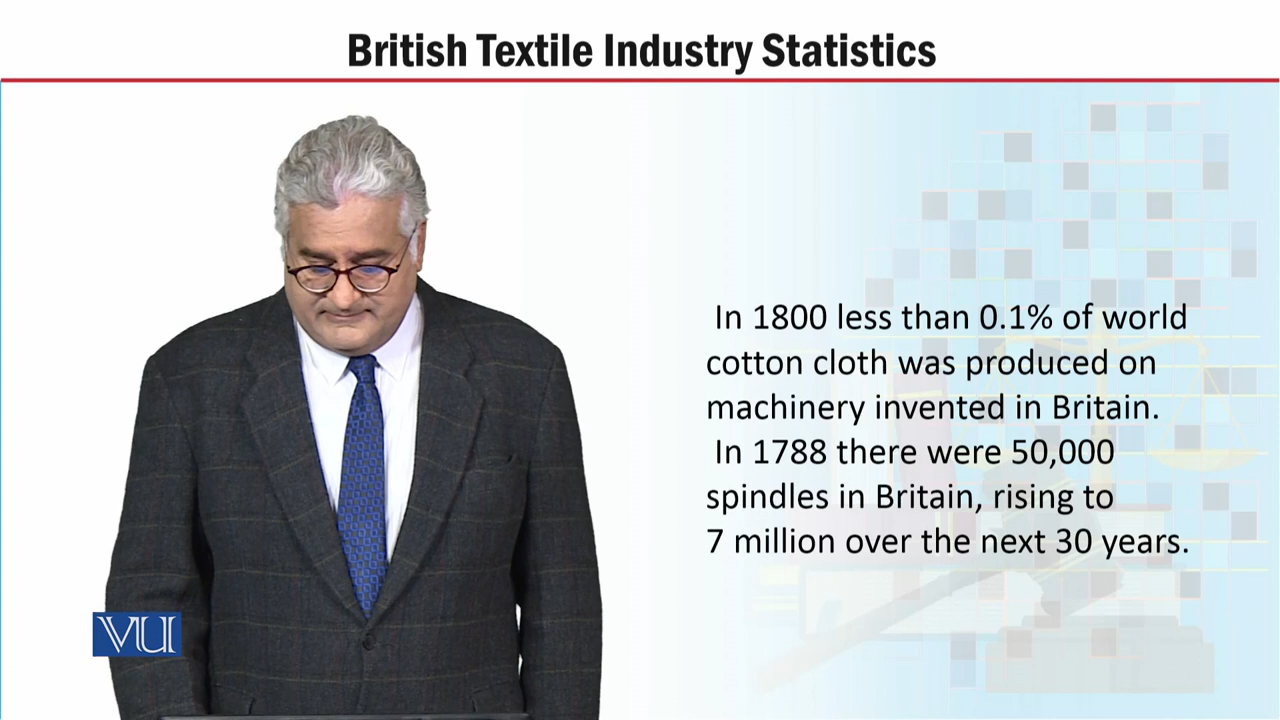 British Textile Industry Statistics
In 1800 less than 0.1% of world
cotton cloth was produced on
machinery invented in Britain.
In 1788 there were 50,000
spindles in Britain, rising to
7 million over the next 30 years.
VU